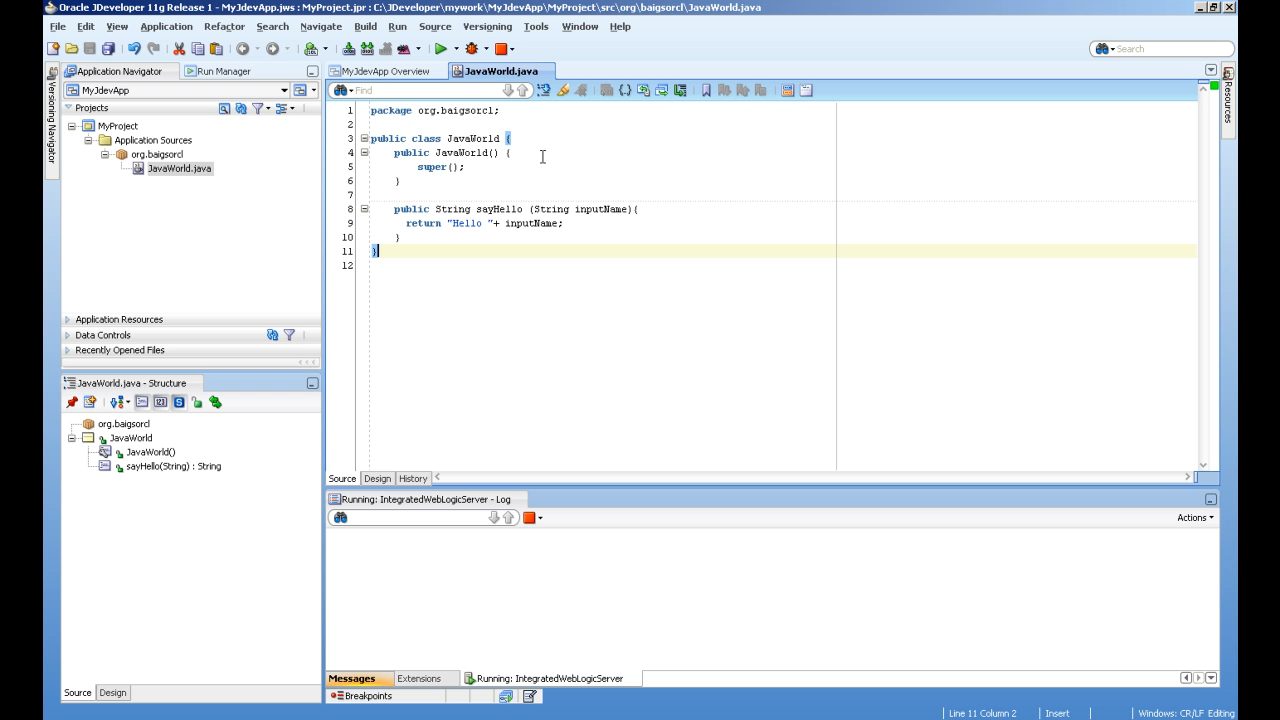 Oracle JDeveloper 11g Release 1 - MyJdevApp.jws : MyProject.jpr : C:\JDeveloper\mywork\MyJdevApp\MyProject\src\org\baigsorcl\JavaWorld.java
File Edit View Application Refactor Search Navigate Build Run Source Versioning Tools Window Help
Search
Application Navigator
Run Manager
MyJdevApp
Projects
MyProject
Application Sources
org.baigsorcl
JavaWorld.java
Application Resources
Data Controls
Recently Opened Files
Versioning Navigator
JavaWorld.java - Structure
org.baigsorcl
JavaWorld
JavaWorld()
sayHello(String) : String
Source Design
MyJdevApp Overview
JavaWorld.java
Find
1 package org.baigsorcl;
2
3 public class JavaWorld {
4 public JavaWorld() {
5 super();
6 }
7
8 public String sayHello (String inputName){
9 return "Hello "+ inputName;
10 }
11 }
12
Source Design History
Resources
Running: IntegratedWebLogicServer - Log
Actions
Messages Extensions Running: IntegratedWebLogicServer
Breakpoints
Line 11 Column 2 Insert Windows: CR/LF Editing